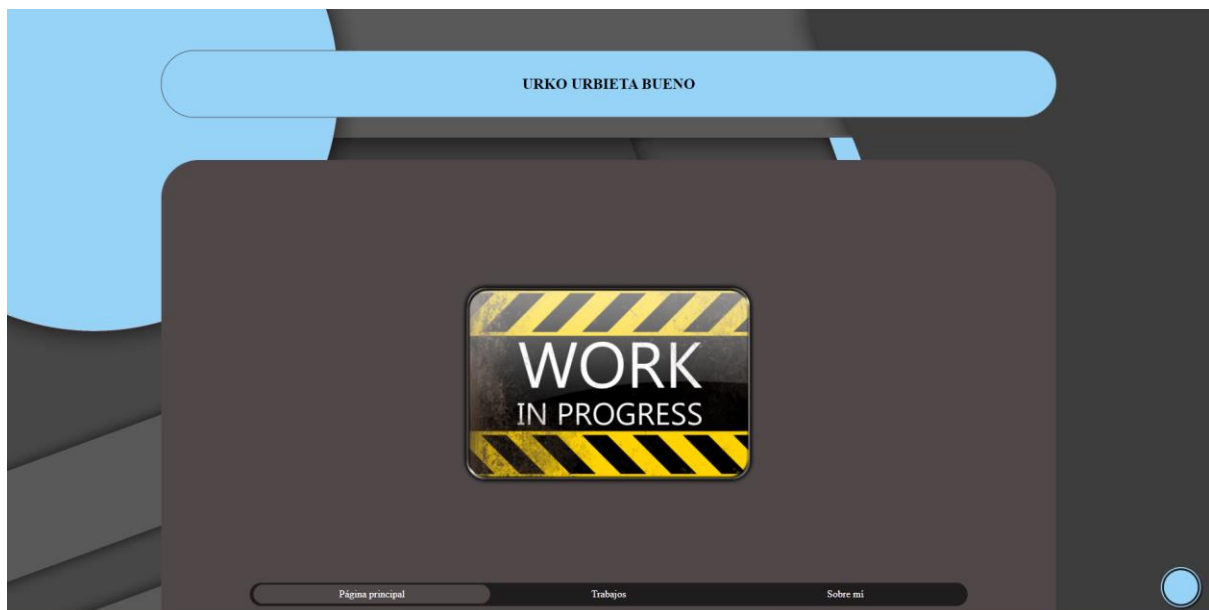 URKO URBIETA BUENO
WORK
IN PROGRESS
Página principal Trabajos Sobre mí